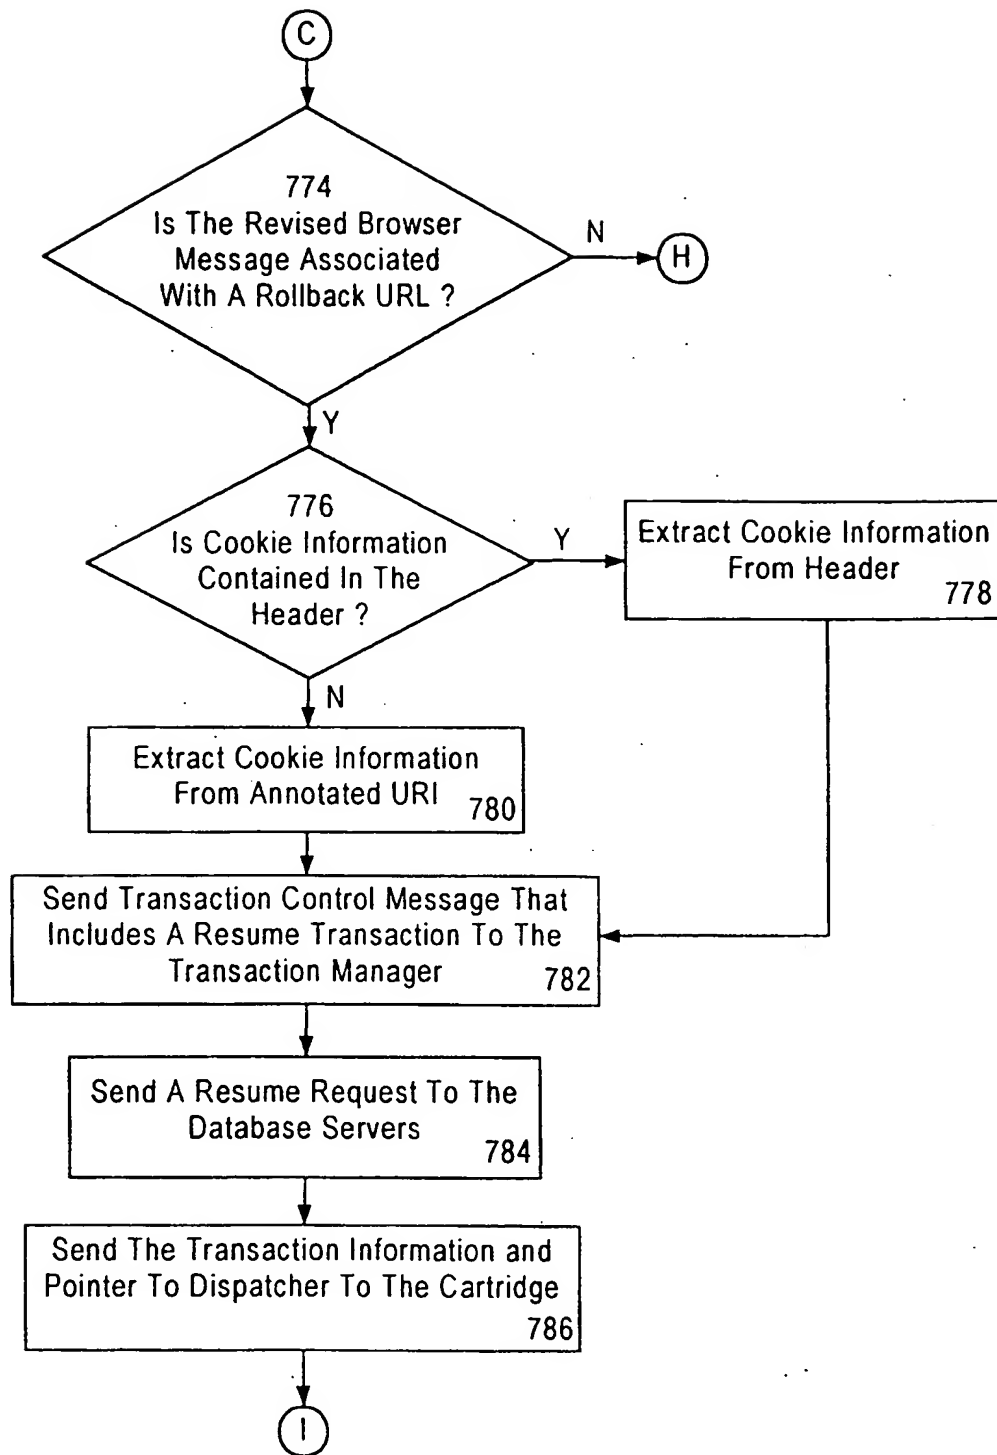 C
774
Is The Revised Browser
Message Associated
With A Rollback URL ?
N
H
Y
776
Is Cookie Information
Contained In The
Header ?
Y
Extract Cookie Information
From Header
778
N
Extract Cookie Information
From Annotated URI
780
Send Transaction Control Message That
Includes A Resume Transaction To The
Transaction Manager
782
Send A Resume Request To The
Database Servers
784
Send The Transaction Information and
Pointer To Dispatcher To The Cartridge
786
I